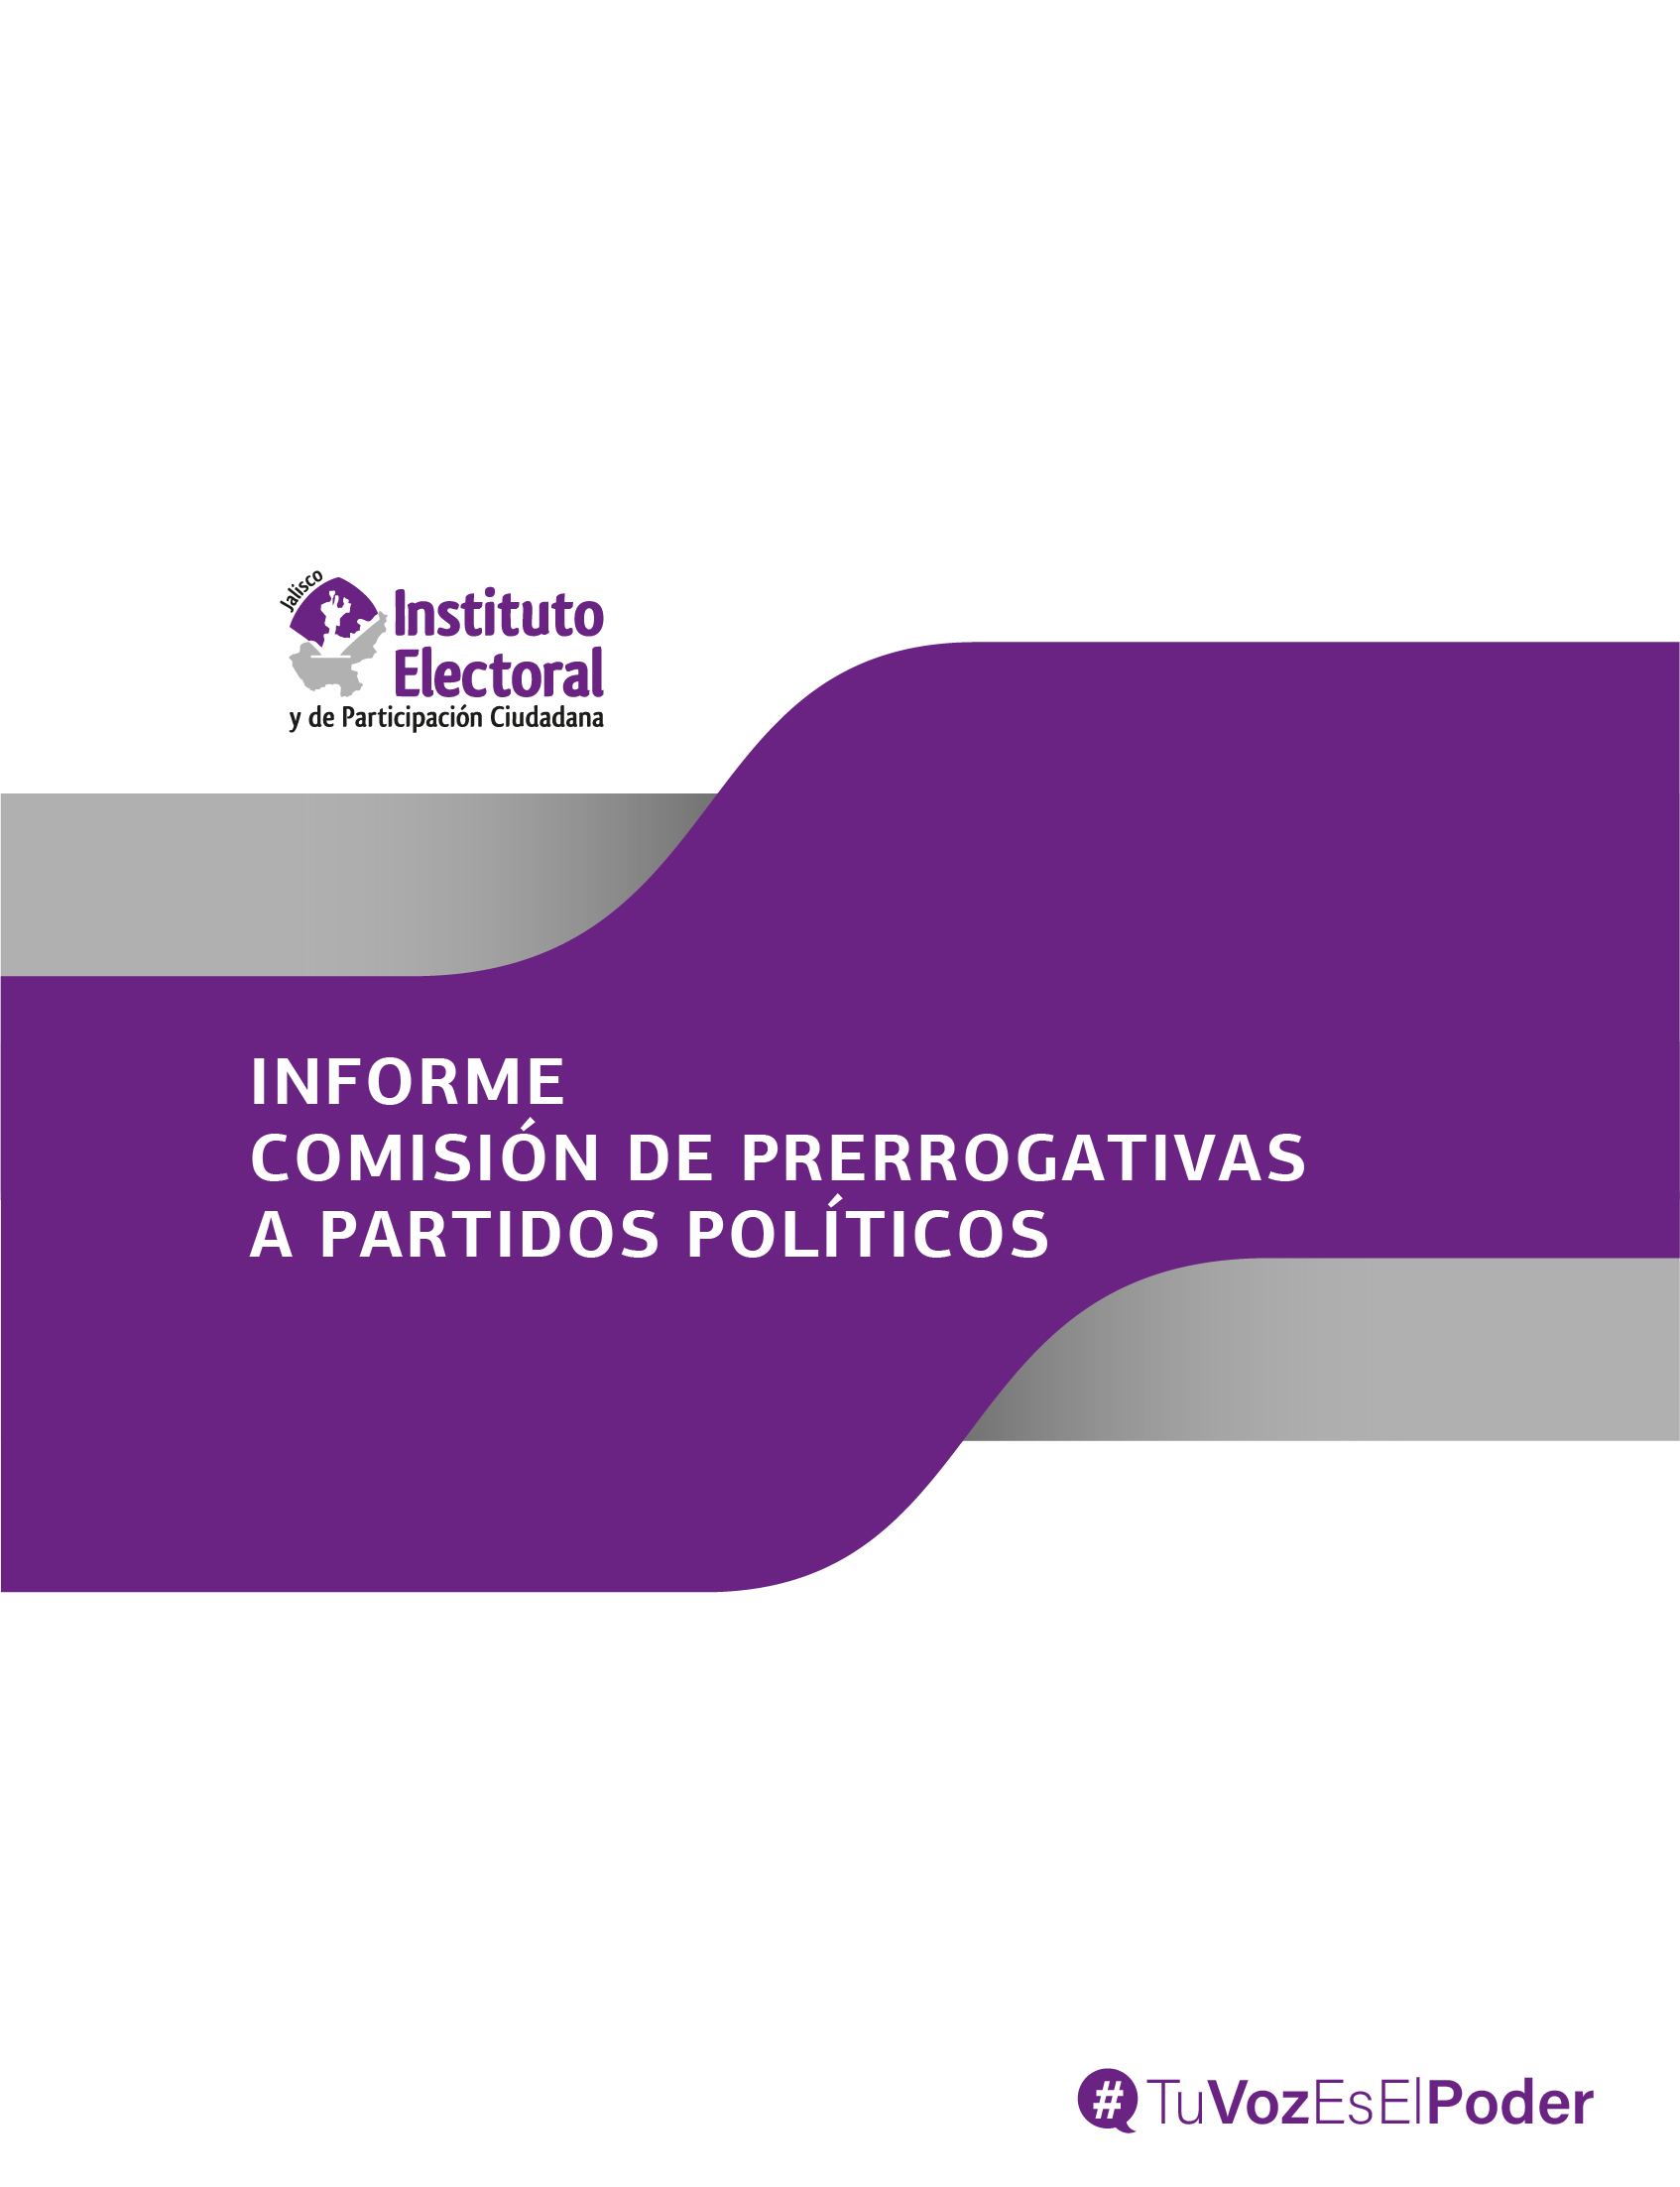 Jalisco
Instituto
Electoral
y de Participación Ciudadana
INFORME
COMISIÓN DE PRERROGATIVAS
A PARTIDOS POLÍTICOS
#TuVozEsElPoder